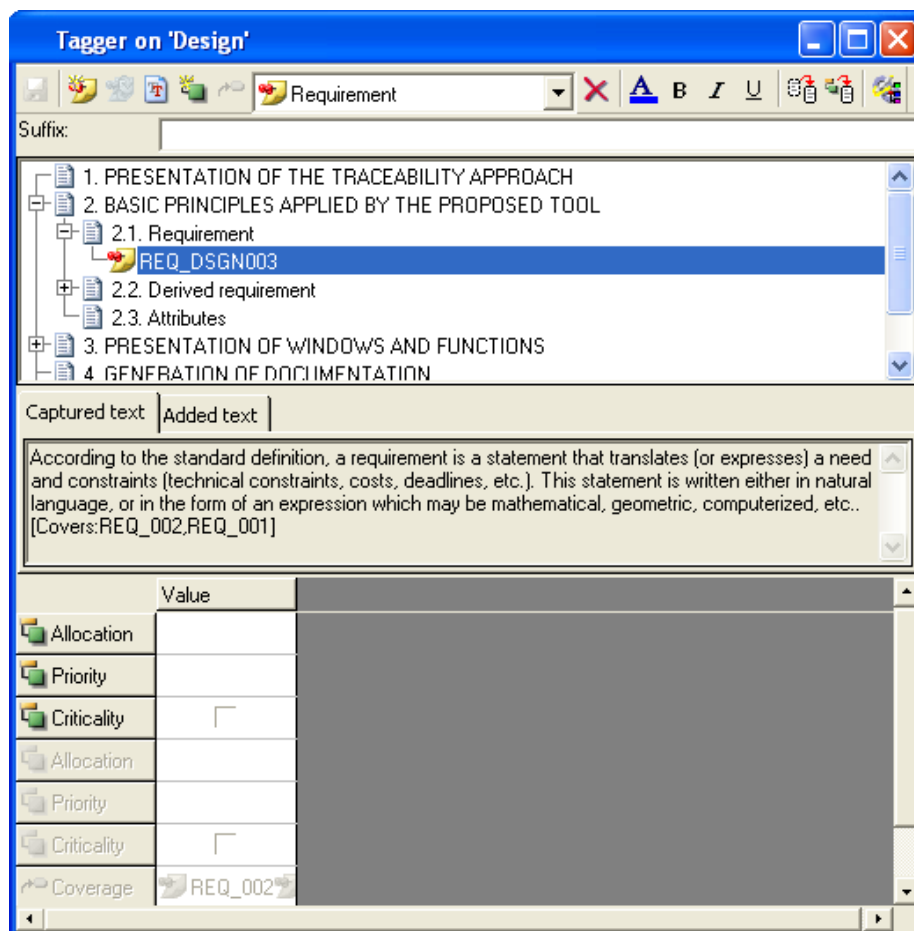 Tagger on 'Design'
Requirement
A B I U
Suffix:
1. PRESENTATION OF THE TRACEABILITY APPROACH
2. BASIC PRINCIPLES APPLIED BY THE PROPOSED TOOL
2.1. Requirement
REQ_DSGN003
2.2. Derived requirement
2.3. Attributes
3. PRESENTATION OF WINDOWS AND FUNCTIONS
4. GENERATION OF DOCUMENTATION
Captured text Added text
According to the standard definition, a requirement is a statement that translates (or expresses) a need
and constraints (technical constraints, costs, deadlines, etc.). This statement is written either in natural
language, or in the form of an expression which may be mathematical, geometric, computerized, etc..
[Covers:REQ_002,REQ_001]
Value
Allocation
Priority
Criticality
Allocation
Priority
Criticality
Coverage REQ_002